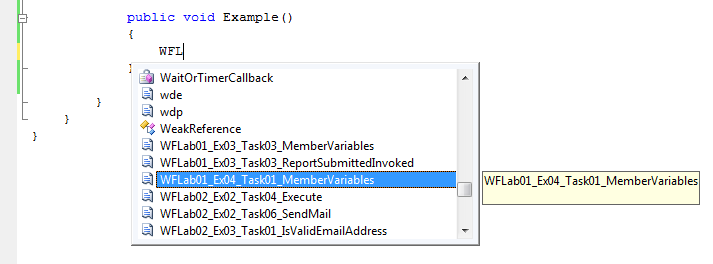 public void Example()
{
WFL
}
WaitOrTimerCallback
wde
wdp
WeakReference
WFLab01_Ex03_Task03_MemberVariables
WFLab01_Ex03_Task03_ReportSubmittedInvoked
WFLab01_Ex04_Task01_MemberVariables
WFLab01_Ex04_Task01_MemberVariables
WFLab02_Ex02_Task04_Execute
WFLab02_Ex02_Task06_SendMail
WFLab02_Ex03_Task01_IsValidEmailAddress
}
}
}